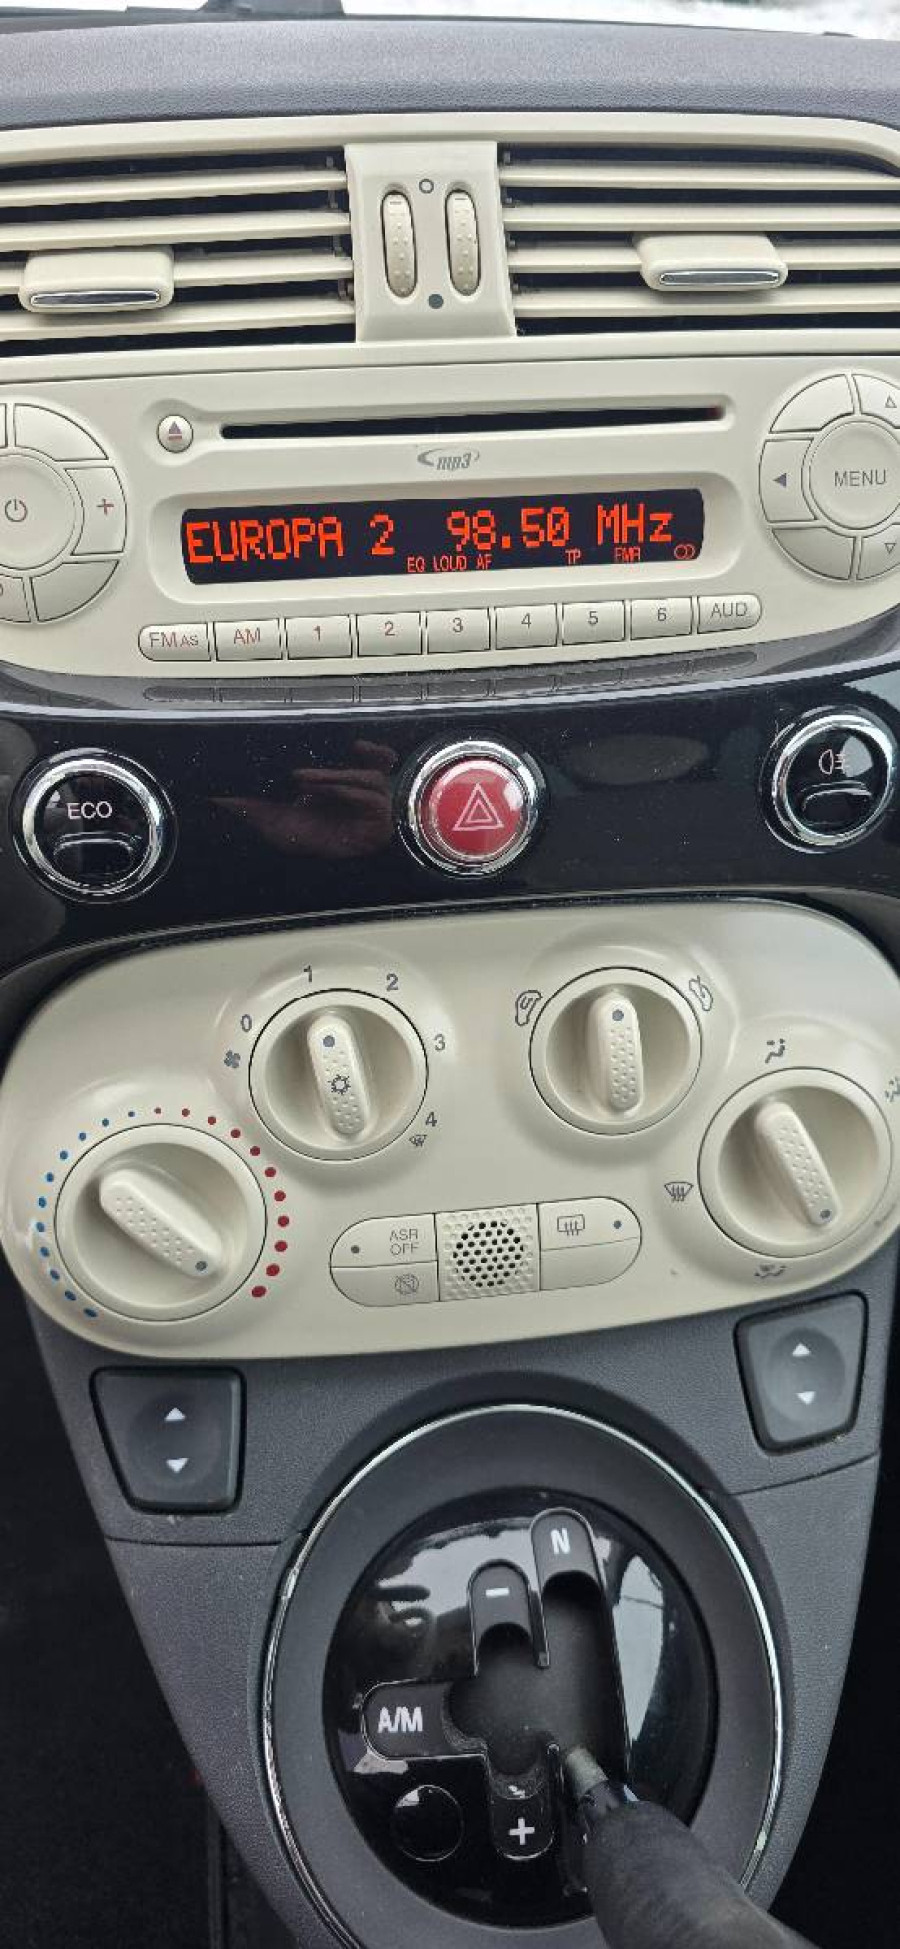 mp3
EUROPA 2 98.50 MHz
EQ LOUD AF TP FMA
MENU
FM AS AM 1 2 3 4 5 6 AUD
ECO
0 1 2 3 4
ASR
OFF
N
−
A/M
+